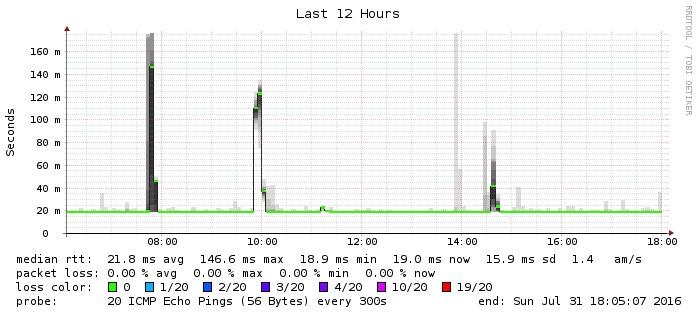 Last 12 Hours
RRDTOOL / TOBI OETIKER
Seconds
160 m
140 m
120 m
100 m
80 m
60 m
40 m
20 m
0
08:00 10:00 12:00 14:00 16:00 18:00
median rtt: 21.8 ms avg 146.6 ms max 18.9 ms min 19.0 ms now 15.9 ms sd 1.4 am/s
packet loss: 0.00 % avg 0.00 % max 0.00 % min 0.00 % now
loss color: 0 1/20 2/20 3/20 4/20 10/20 19/20
probe: 20 ICMP Echo Pings (56 Bytes) every 300s end: Sun Jul 31 18:05:07 2016